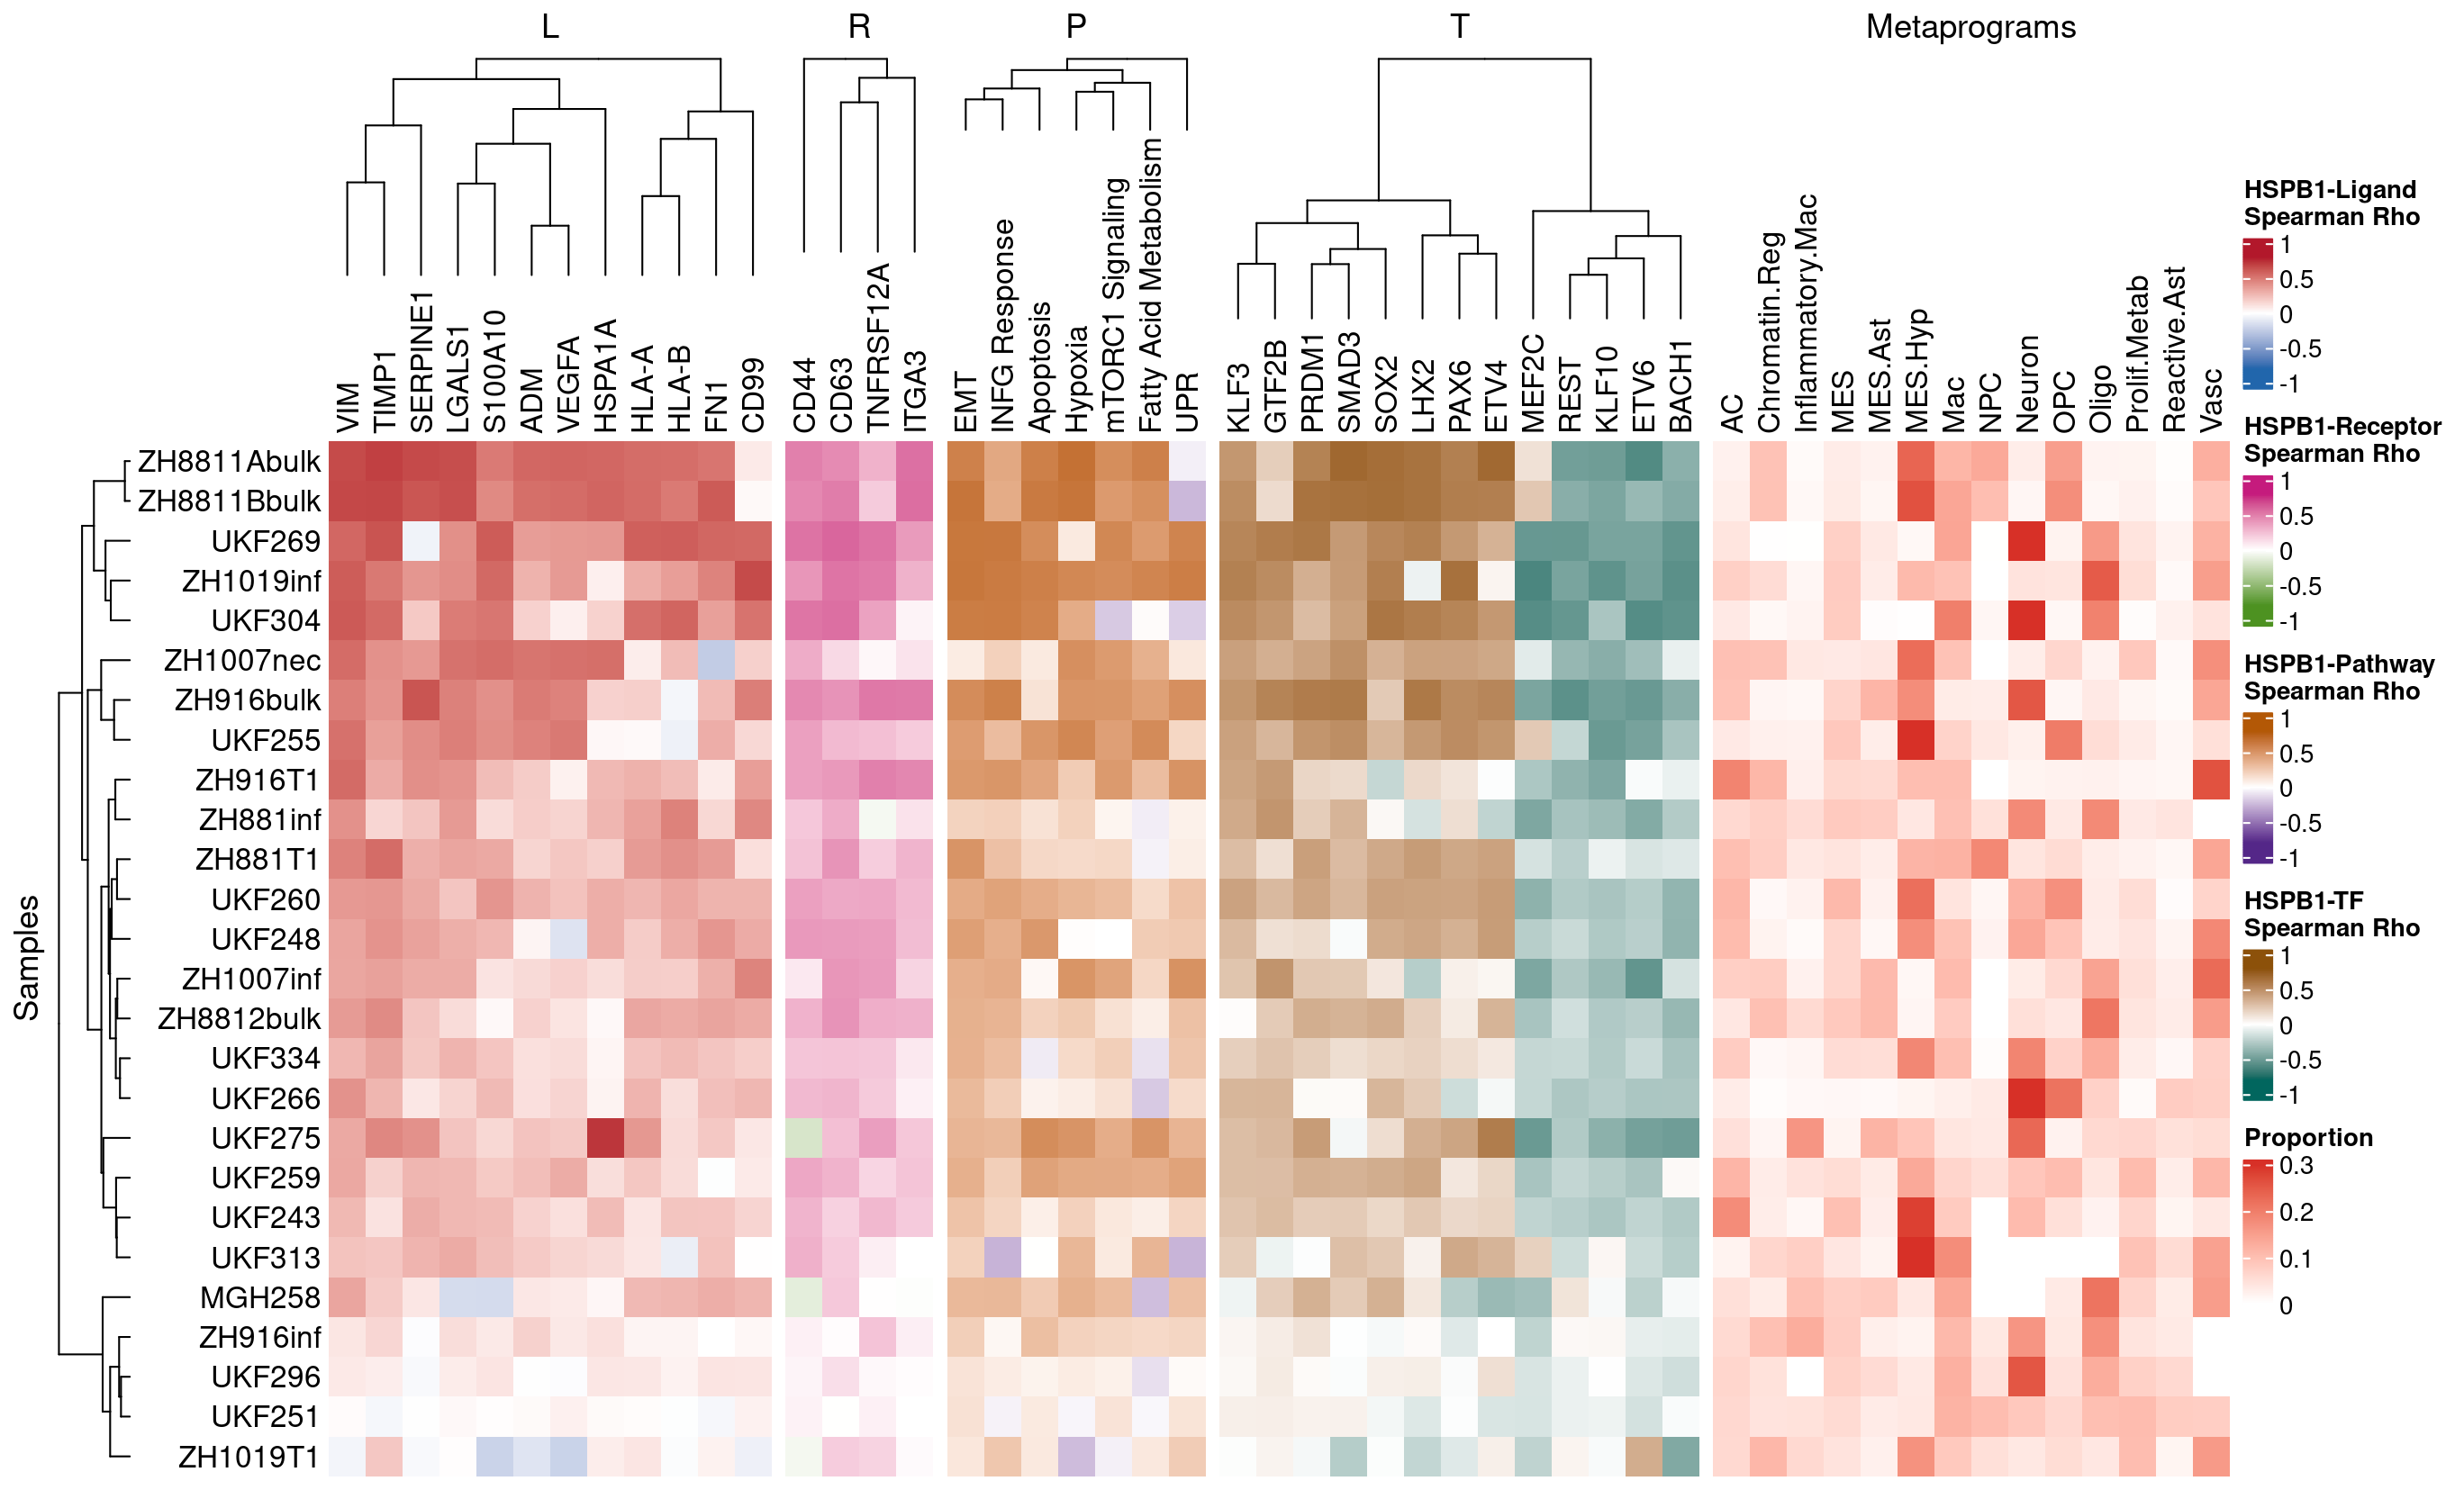 L R P T Metaprograms
VIM TIMP1 SERPINE1 LGALS1 S100A10 ADM VEGFA HSPA1A HLA-A HLA-B FN1 CD99
CD44 CD63 TNFRSF12A ITGA3
EMT INFG Response Apoptosis Hypoxia mTORC1 Signaling Fatty Acid Metabolism UPR
KLF3 GTF2B PRDM1 SMAD3 SOX2 LHX2 PAX6 ETV4 MEF2C REST KLF10 ETV6 BACH1
AC Chromatin.Reg Inflammatory.Mac MES MES.Ast MES.Hyp Mac NPC Neuron OPC Oligo Prolif.Metab Reactive.Ast Vasc
Samples
ZH8811Abulk
ZH8811Bbulk
UKF269
ZH1019inf
UKF304
ZH1007nec
ZH916bulk
UKF255
ZH916T1
ZH881inf
ZH881T1
UKF260
UKF248
ZH1007inf
ZH8812bulk
UKF334
UKF266
UKF275
UKF259
UKF243
UKF313
MGH258
ZH916inf
UKF296
UKF251
ZH1019T1
HSPB1-Ligand
Spearman Rho
1
0.5
0
-0.5
-1
HSPB1-Receptor
Spearman Rho
1
0.5
0
-0.5
-1
HSPB1-Pathway
Spearman Rho
1
0.5
0
-0.5
-1
HSPB1-TF
Spearman Rho
1
0.5
0
-0.5
-1
Proportion
0.3
0.2
0.1
0